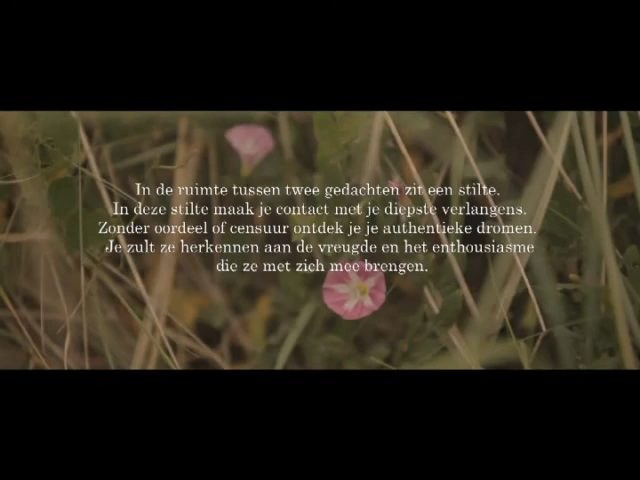 In de ruimte tussen twee gedachten zit een stilte.
In deze stilte maak je contact met je diepste verlangens.
Zonder oordeel of censuur ontdek je je authentieke dromen.
Je zult ze herkennen aan de vreugde en het enthousiasme
die ze met zich mee brengen.